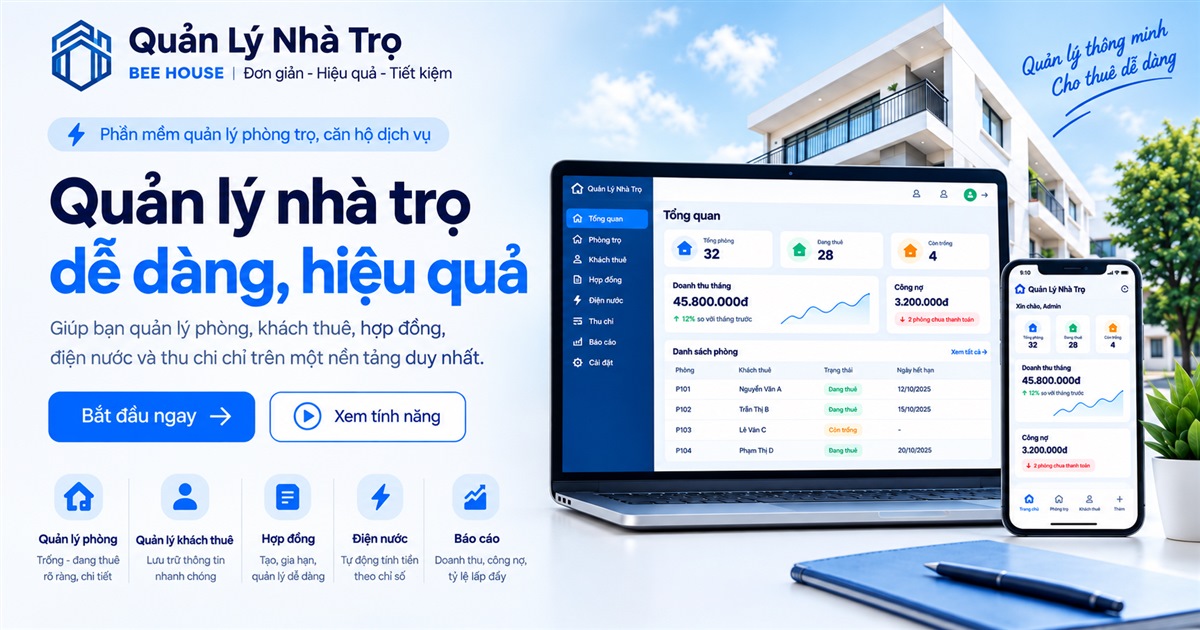 Quản Lý Nhà Trọ
BEE HOUSE | Đơn giản - Hiệu quả - Tiết kiệm
Phần mềm quản lý phòng trọ, căn hộ dịch vụ
Quản lý nhà trọ
dễ dàng, hiệu quả
Giúp bạn quản lý phòng, khách thuê, hợp đồng,
điện nước và thu chi chỉ trên một nền tảng duy nhất.
Bắt đầu ngay →
Xem tính năng
Quản lý phòng
Trống - đang thuê
rõ ràng, chi tiết
Quản lý khách thuê
Lưu trữ thông tin
nhanh chóng
Hợp đồng
Tạo, gia hạn,
quản lý dễ dàng
Điện nước
Tự động tính tiền
theo chỉ số
Báo cáo
Doanh thu, công nợ,
tỷ lệ lấp đầy
Quản lý thông minh
Cho thuê dễ dàng
Quản Lý Nhà Trọ
Tổng quan
Phòng trọ
Khách thuê
Hợp đồng
Điện nước
Thu chi
Báo cáo
Cài đặt
Tổng quan
Tổng phòng
32
Đang thuê
28
Còn trống
4
Doanh thu tháng
45.800.000đ
↑ 12% so với tháng trước
Công nợ
3.200.000đ
↓ 2 phòng chưa thanh toán
Danh sách phòng
Xem tất cả →
Phòng Khách thuê Trạng thái Ngày hết hạn
P101 Nguyễn Văn A Đang thuê 12/10/2025
P102 Trần Thị B Đang thuê 15/10/2025
P103 Lê Văn C Còn trống -
P104 Phạm Thị D Đang thuê 20/10/2025
9:10
Quản Lý Nhà Trọ
Xin chào, Admin
Tổng phòng
32
Đang thuê
28
Còn trống
4
Doanh thu tháng
45.800.000đ
↑ 12% so với tháng trước
Công nợ
3.200.000đ
↓ 2 phòng chưa thanh toán
Trang chủ
Phòng trọ
Khách thuê
Thêm